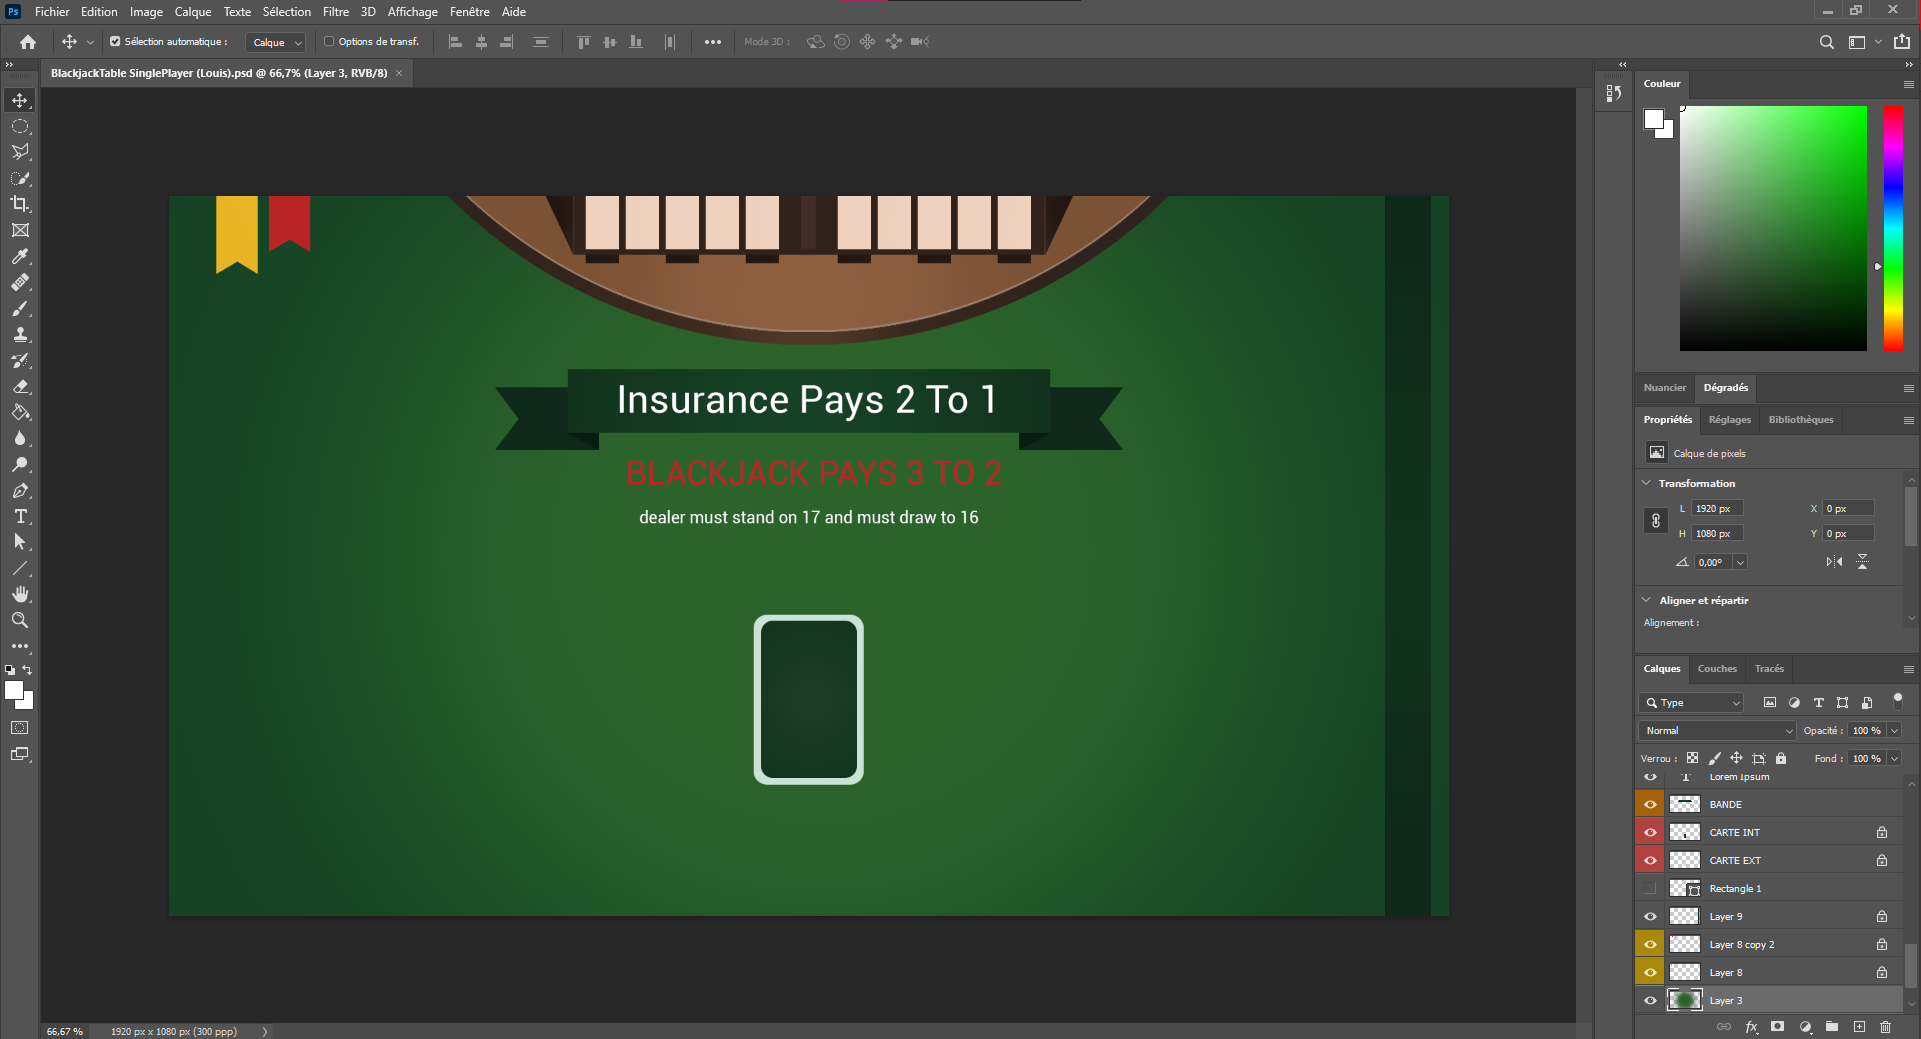 Ps Fichier Edition Image Calque Texte Sélection Filtre 3D Affichage Fenêtre Aide
Sélection automatique : Calque Options de transf. Mode 3D :
BlackjackTable SinglePlayer (Louis).psd @ 66,7% (Layer 3, RVB/8) ×
Insurance Pays 2 To 1
BLACKJACK PAYS 3 TO 2
dealer must stand on 17 and must draw to 16
66,67 % 1920 px x 1080 px (300 ppp)
Couleur
Nuancier Dégradés
Propriétés Réglages Bibliothèques
Calque de pixels
Transformation
L 1920 px X 0 px
H 1080 px Y 0 px
0,00°
Aligner et répartir
Alignement :
Calques Couches Tracés
Type
Normal Opacité : 100 %
Verrou : Fond : 100 %
Lorem Ipsum
BANDE
CARTE INT
CARTE EXT
Rectangle 1
Layer 9
Layer 8 copy 2
Layer 8
Layer 3
fx